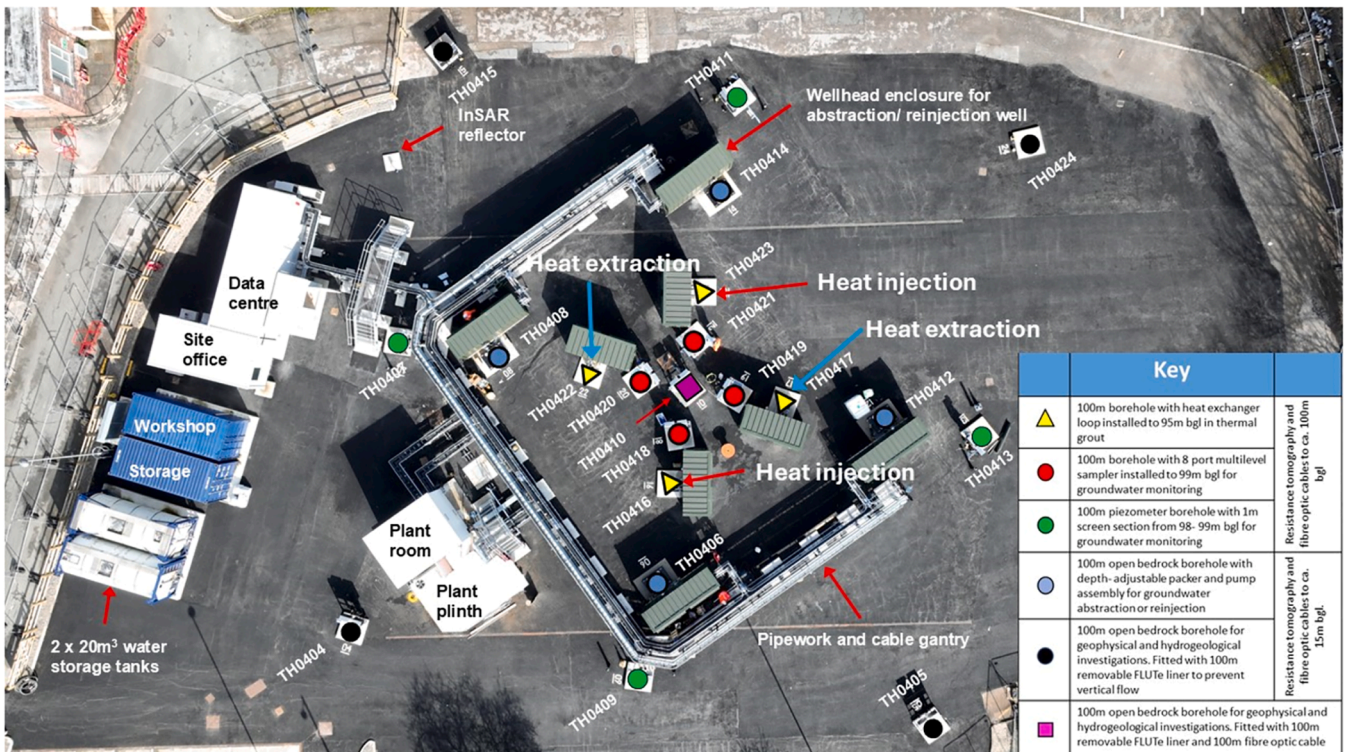 TH0415
InSAR
reflector
TH0411
Wellhead enclosure for
abstraction/ reinjection well
TH0414
TH0424
Heat extraction
TH0423
Heat injection
TH0421
Data
centre
Site
office
TH0407
TH0408
TH0422
TH0420
TH0410
TH0418
TH0416
TH0419
TH0417
Heat extraction
TH0412
TH0413
Heat injection
Workshop
Storage
Plant
room
Plant
plinth
TH0406
2 x 20m³ water
storage tanks
TH0404
TH0409
Pipework and cable gantry
TH0405
Key
100m borehole with heat exchanger
loop installed to 95m bgl in thermal
grout
100m borehole with 8 port multilevel
sampler installed to 99m bgl for
groundwater monitoring
100m piezometer borehole with 1m
screen section from 98- 99m bgl for
groundwater monitoring
Resistance tomography and
fibre optic cables to ca. 100m
bgl
100m open bedrock borehole with
depth- adjustable packer and pump
assembly for groundwater
abstraction or reinjection
100m open bedrock borehole for
geophysical and hydrogeological
investigations. Fitted with 100m
removable FLUTe liner to prevent
vertical flow
Resistance tomography and
fibre optic cables to ca.
15m bgl.
100m open bedrock borehole for geophysical and
hydrogeological investigations. Fitted with 100m
removable FLUTe liner and 100m fibre optic cable